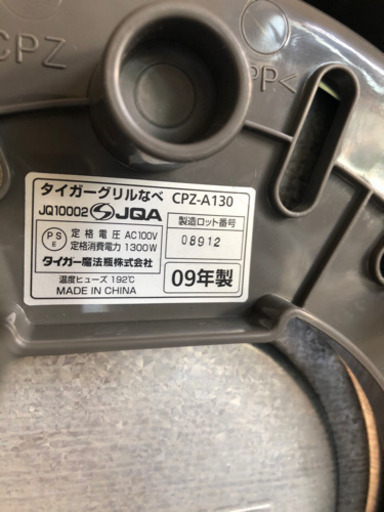 CPZ
PP<
タイガーグリルなべ CPZ-A130
JQ10002 JQA
製造ロット番号
08912
PSE
定格電圧 AC100V
定格消費電力 1300W
タイガー魔法瓶株式会社
温度ヒューズ 192℃
MADE IN CHINA
09年製